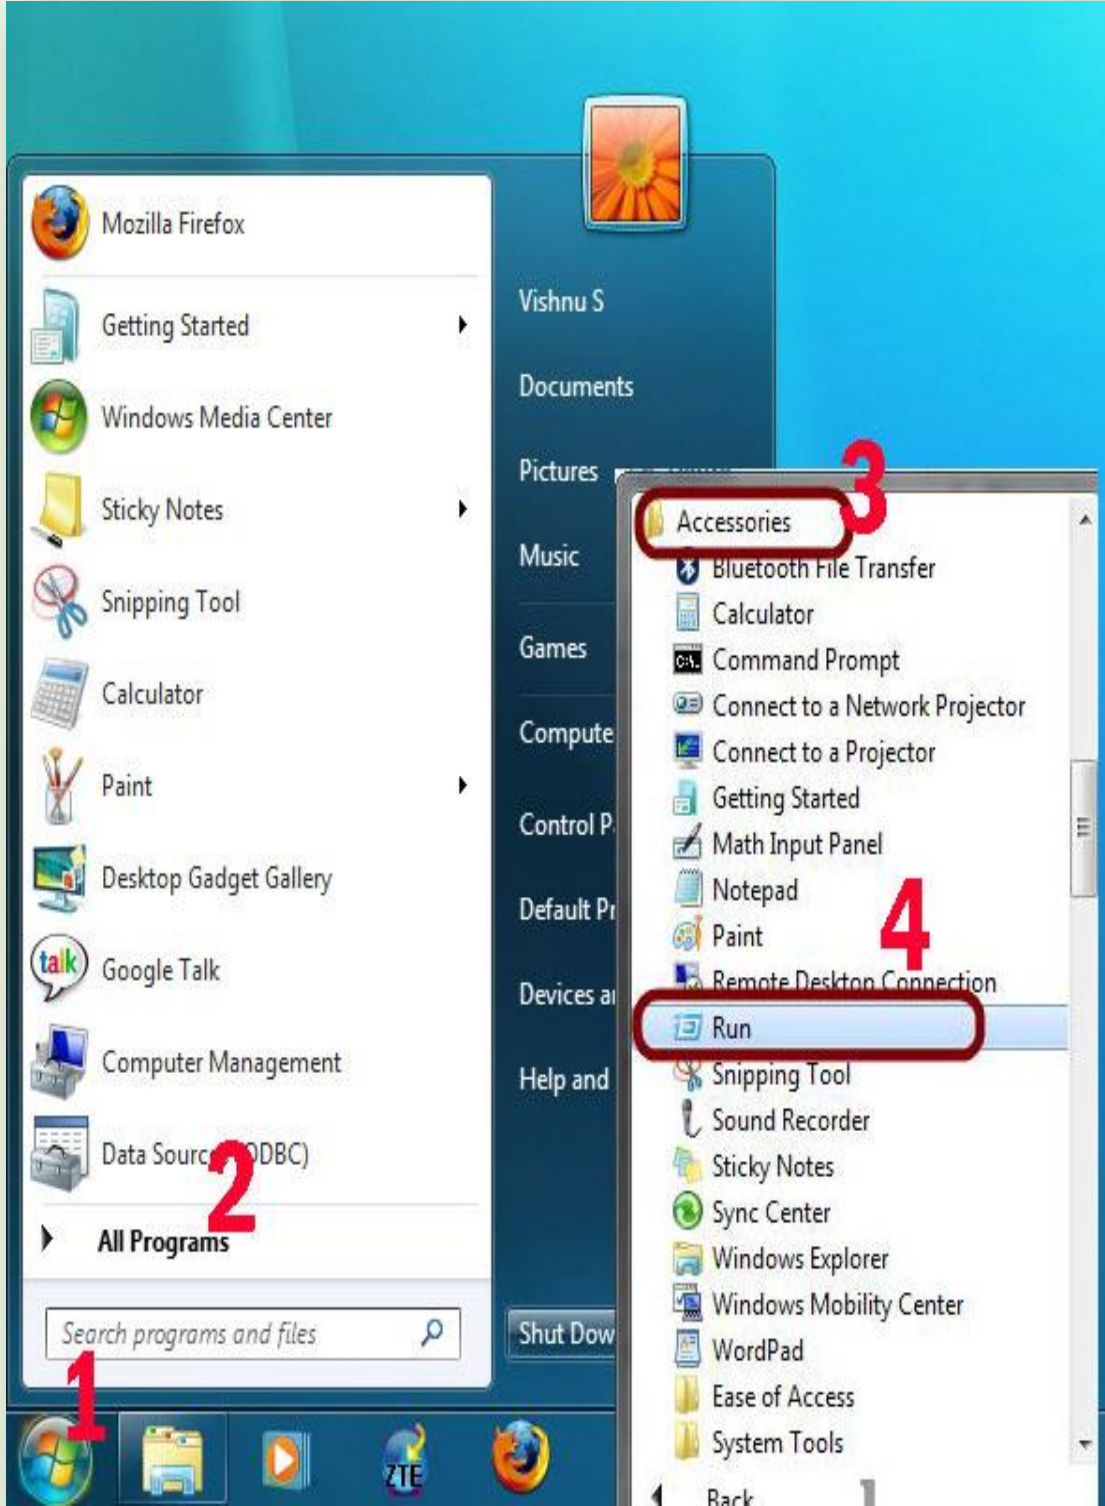 Mozilla Firefox
Getting Started
Windows Media Center
Sticky Notes
Snipping Tool
Calculator
Paint
Desktop Gadget Gallery
talk
Google Talk
Computer Management
Data Sourc ODBC)
2
All Programs
Search programs and files
1
Vishnu S
Documents
Pictures
Music
Games
Compute
Control P
Default Pr
Devices a
Help and
Shut Dow
ZTE
3
Accessories
Bluetooth File Transfer
Calculator
C:\.
Command Prompt
Connect to a Network Projector
Connect to a Projector
Getting Started
Math Input Panel
Notepad
4
Paint
Remote Desktop Connection
Run
Snipping Tool
Sound Recorder
Sticky Notes
Sync Center
Windows Explorer
Windows Mobility Center
WordPad
Ease of Access
System Tools
Back